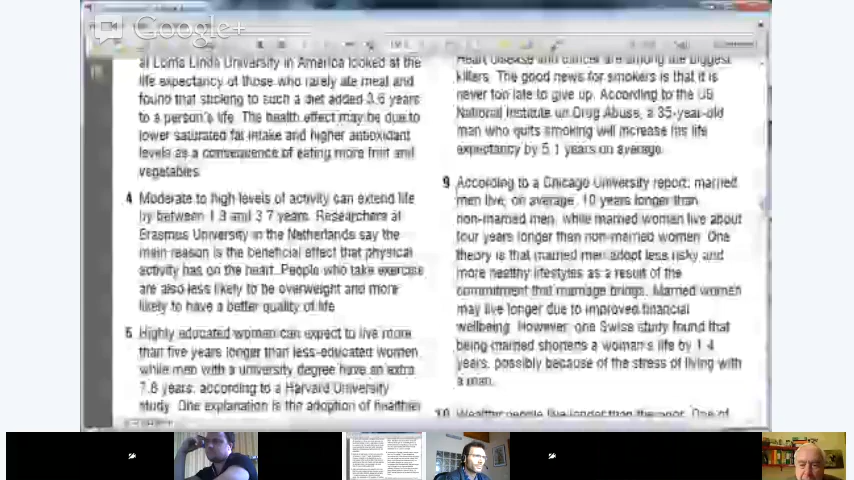 Google+
at Loma Linda University in America looked at the
life expectancy of those who rarely ate meat and
found that sticking to such a diet added 3.6 years
to a person's life. The health effect may be due to
lower saturated fat intake and higher antioxidant
levels as a consequence of eating more fruit and
vegetables.
4 Moderate to high levels of activity can extend life
by between 1.3 and 3.7 years. Researchers at
Erasmus University in the Netherlands say the
main reason is the beneficial effect that physical
activity has on the heart. People who take exercise
are also less likely to be overweight and more
likely to have a better quality of life.
5 Highly educated women can expect to live more
than five years longer than less-educated women
while men with a university degree have an extra
7.8 years, according to a Harvard University
study. One explanation is the adoption of healthier
Heart disease and cancer are among the biggest
killers. The good news for smokers is that it is
never too late to give up. According to the US
National Institute on Drug Abuse, a 35-year-old
man who quits smoking will increase his life
expectancy by 5.1 years on average.
9 According to a Chicago University report, married
men live, on average, 10 years longer than
non-married men, while married women live about
four years longer than non-married women. One
theory is that married men adopt less risky and
more healthy lifestyles as a result of the
commitment that marriage brings. Married women
may live longer due to improved financial
wellbeing. However, one Swiss study found that
being married shortens a woman's life by 1.4
years, possibly because of the stress of living with
a man.
10 Wealthy people live longer than the poor. One of